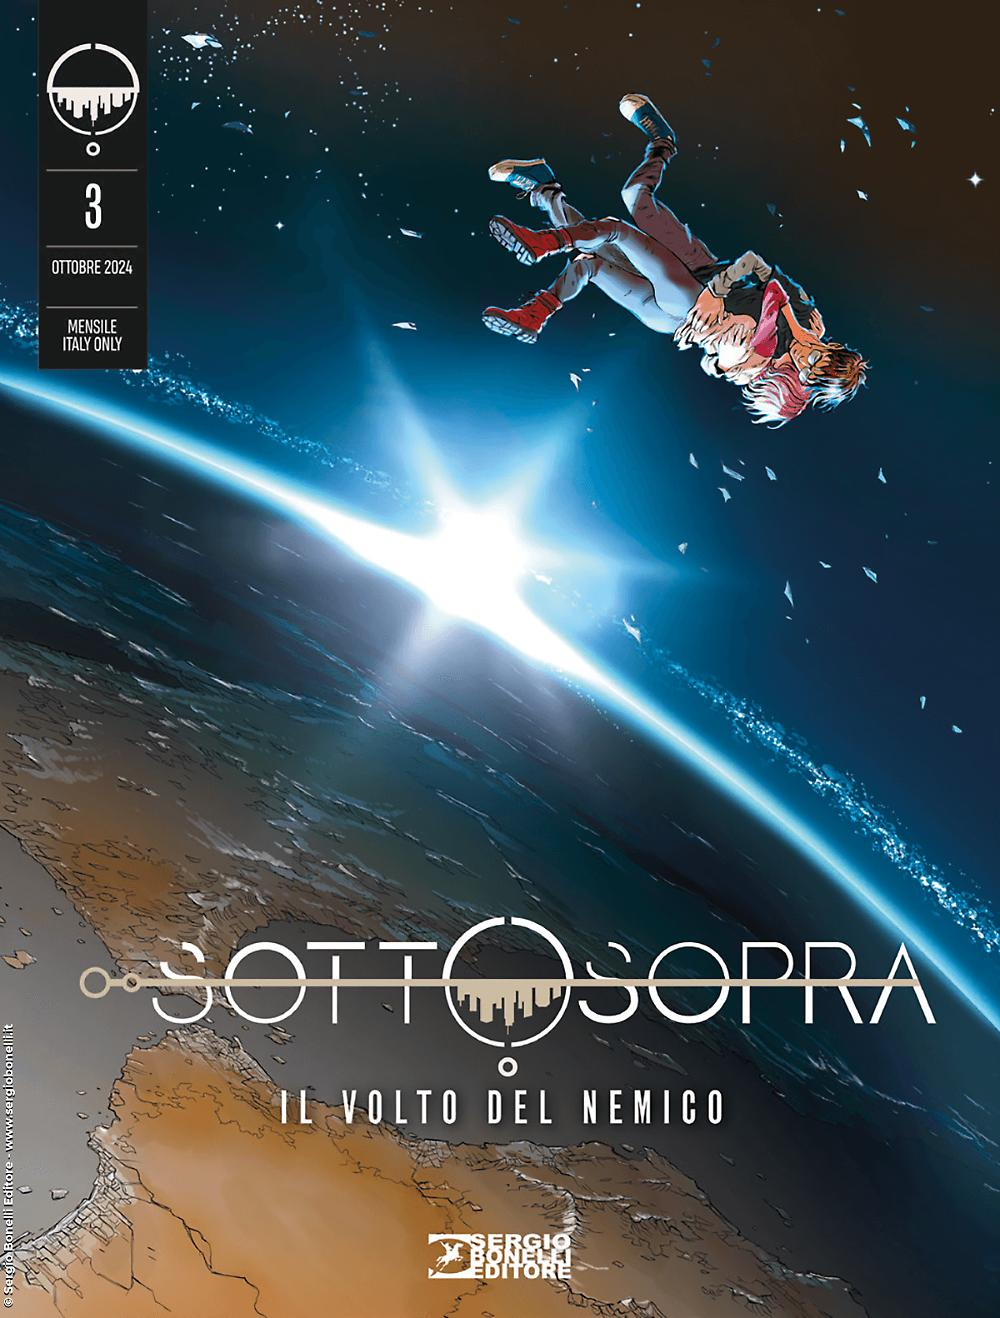 3
OTTOBRE 2024
MENSILE
ITALY ONLY
SOTTOSOPRA
IL VOLTO DEL NEMICO
SERGIO
BONELLI
EDITORE
© Sergio Bonelli Editore - www.sergiobonelli.it